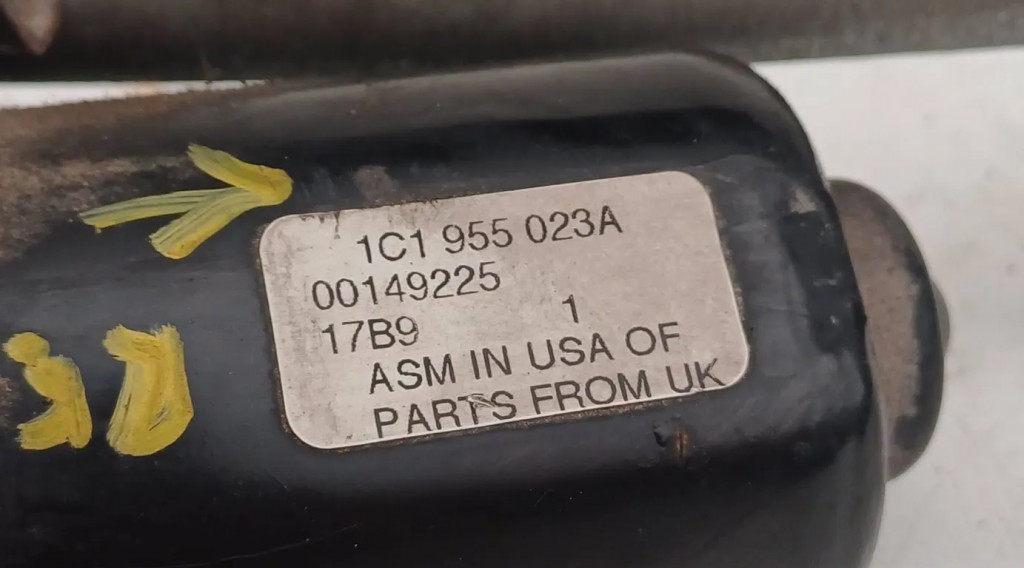 1C1 955 023A
00149225
17B9 1
ASM IN USA OF
PARTS FROM UK